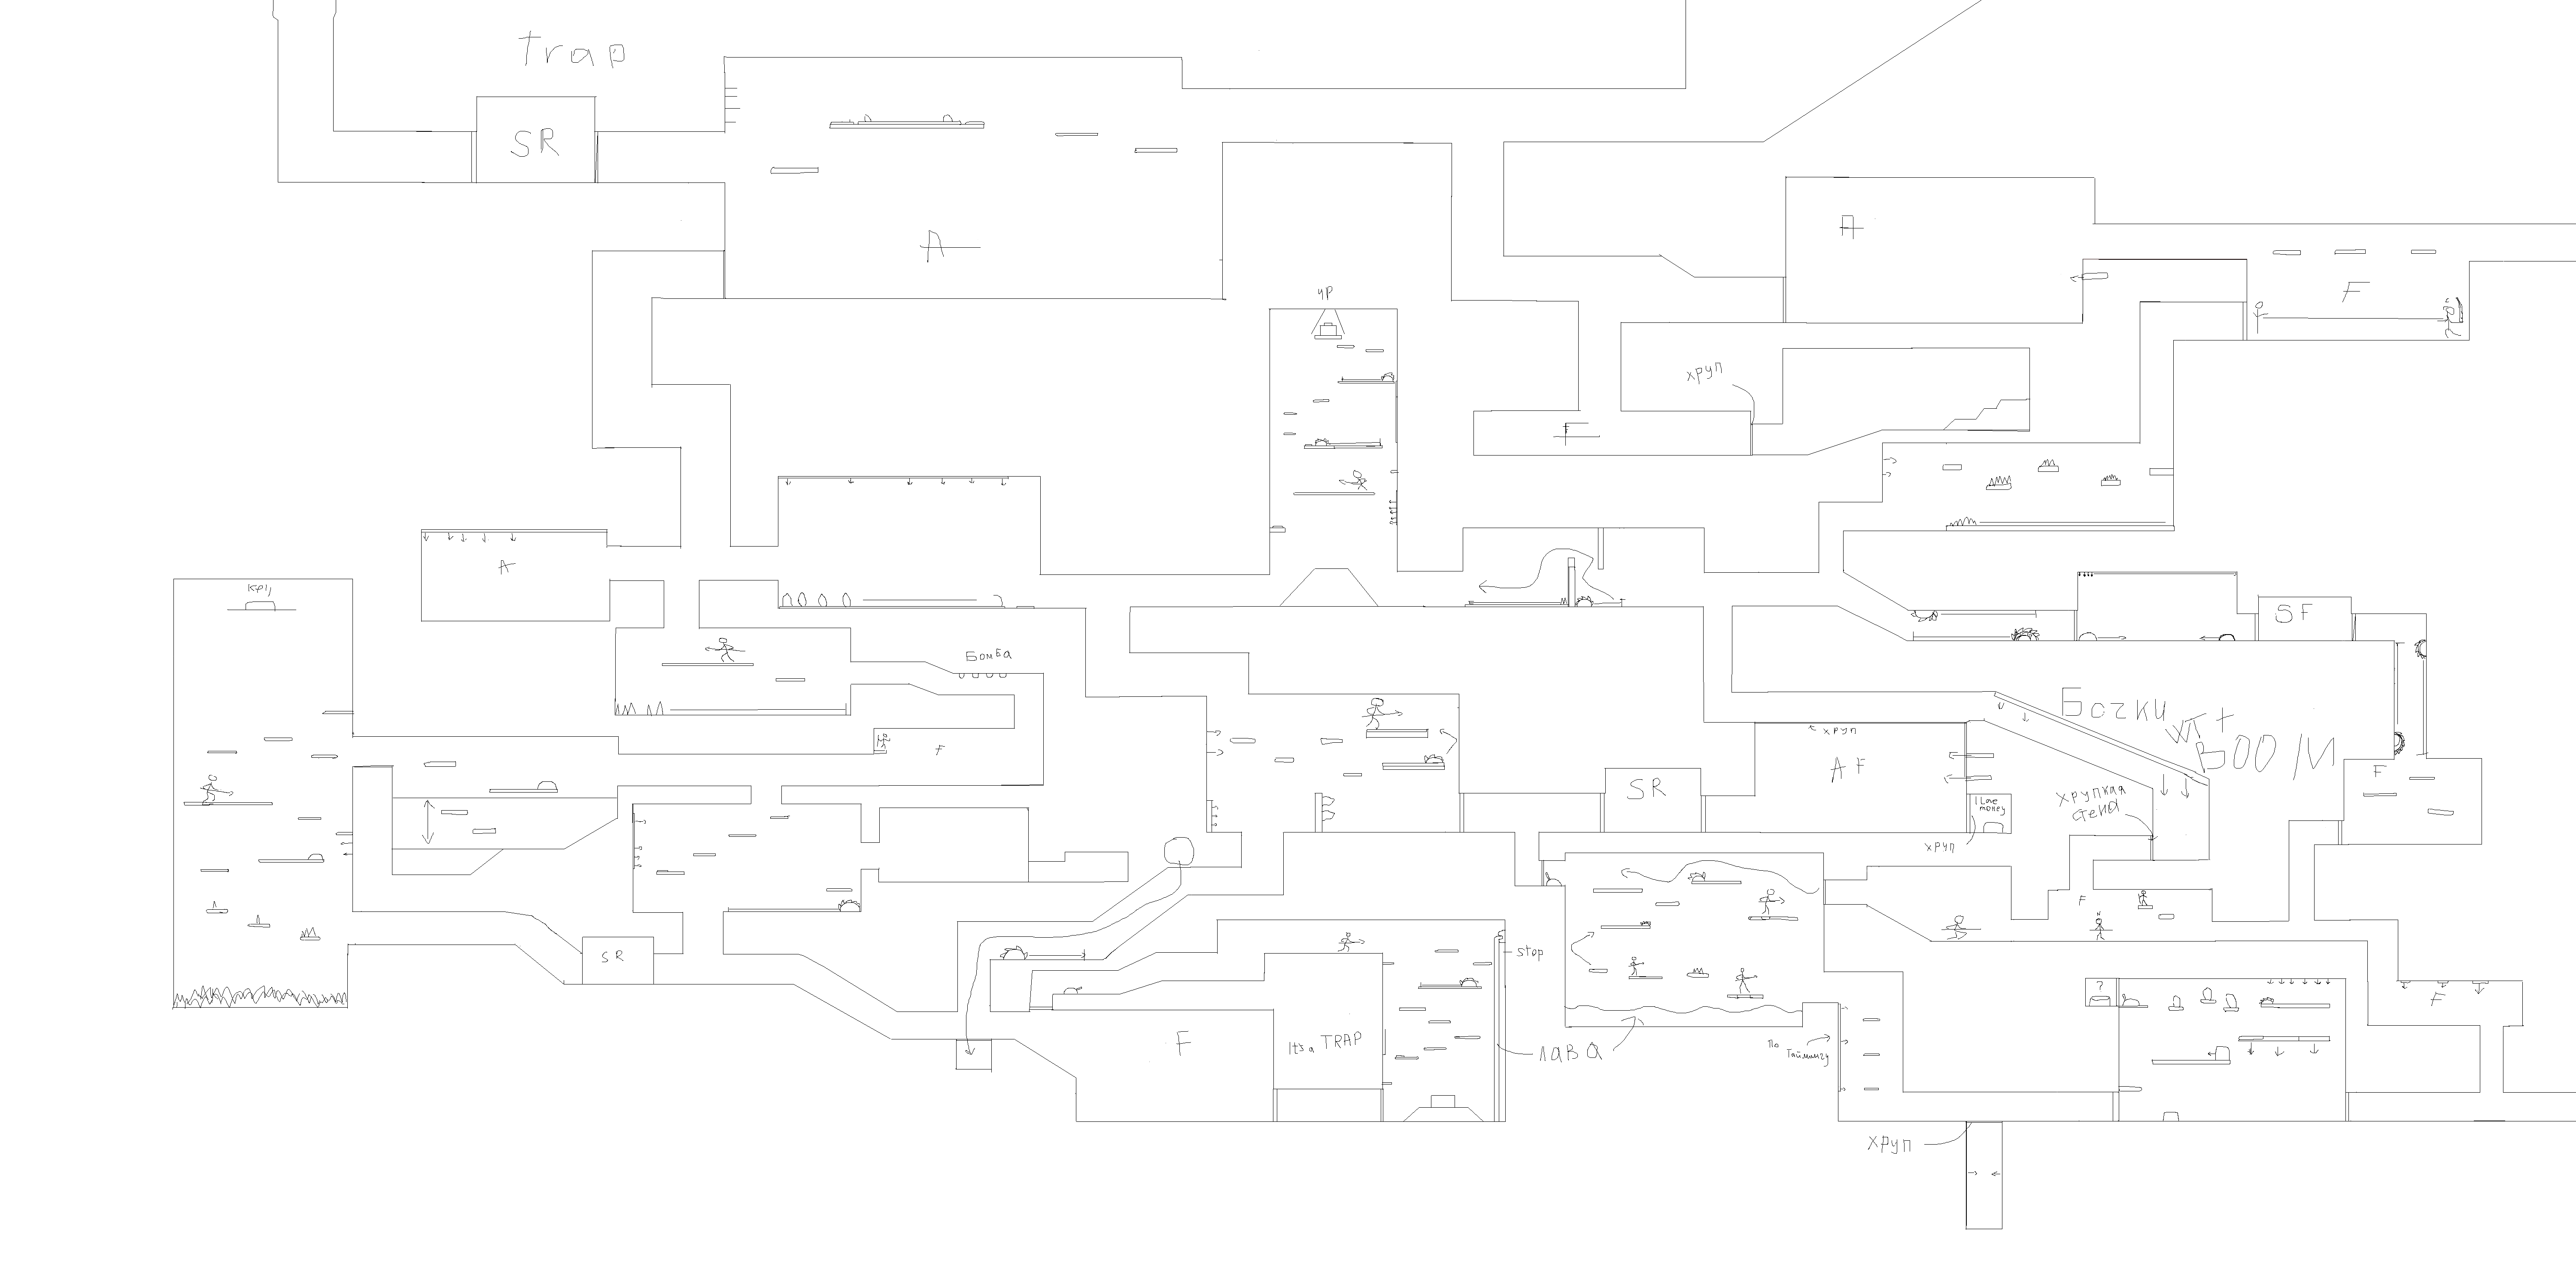 trap
SR
A
A
ЧР
F
хруп
F
A
КРЦ
SF
БОМБА
Бочки
WTF
BOOM
F
хруп
A F
F
SR
I Love
money
хрупкая
стена
хруп
F
SR
stop
?
F
F
It's a TRAP
ЛАВА
По
Таймингу
хруп